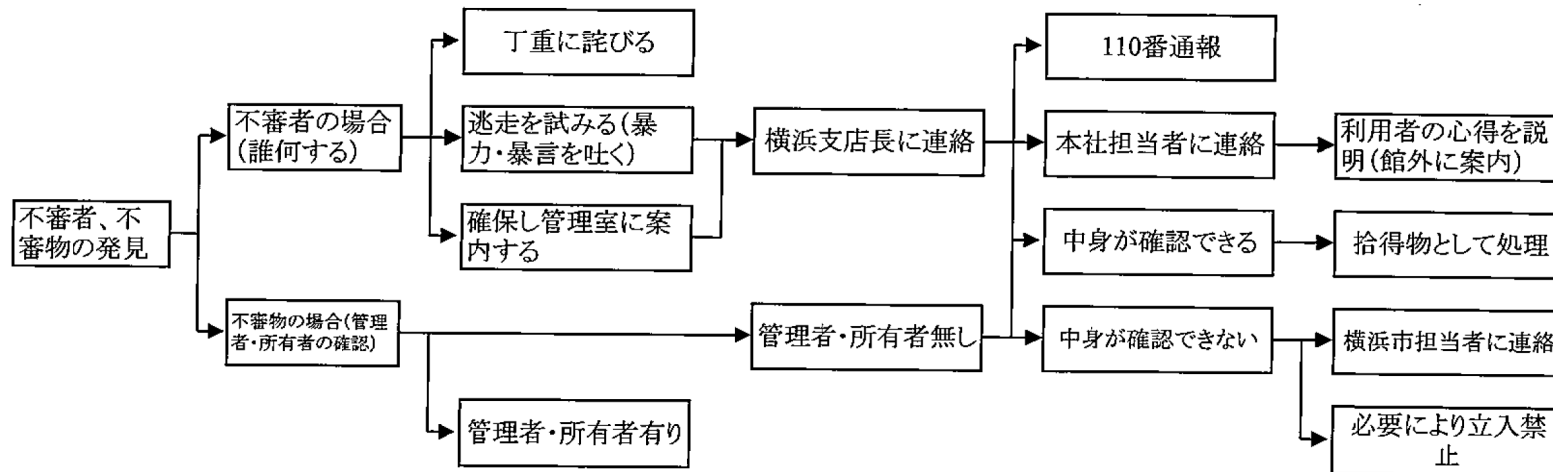 不審者、不
審物の発見
不審者の場合
(誰何する)
不審物の場合(管理
者・所有者の確認)
丁重に詫びる
逃走を試みる(暴
力・暴言を吐く)
確保し管理室に案
内する
管理者・所有者有り
横浜支店長に連絡
管理者・所有者無し
110番通報
本社担当者に連絡
中身が確認できる
中身が確認できない
利用者の心得を説
明(館外に案内)
拾得物として処理
横浜市担当者に連絡
必要により立入禁
止